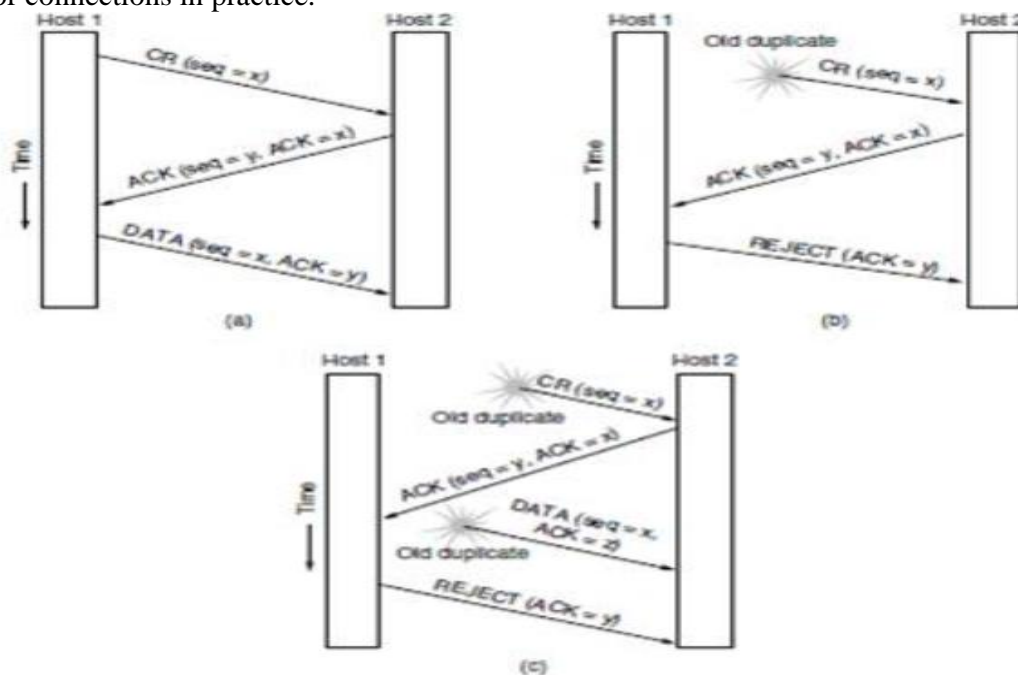 or connections in practice.
Host 1
Host 2
CR (seq = x)
ACK (seq = y, ACK = x)
DATA (seq = x, ACK = y)
Time
(a)
Host 1
Host 2
Old duplicate
CR (seq = x)
ACK (seq = y, ACK = x)
REJECT (ACK = y)
Time
(b)
Host 1
Host 2
CR (seq = x)
Old duplicate
ACK (seq = y, ACK = x)
DATA (seq = x,
ACK = z)
Old duplicate
REJECT (ACK = y)
Time
(c)